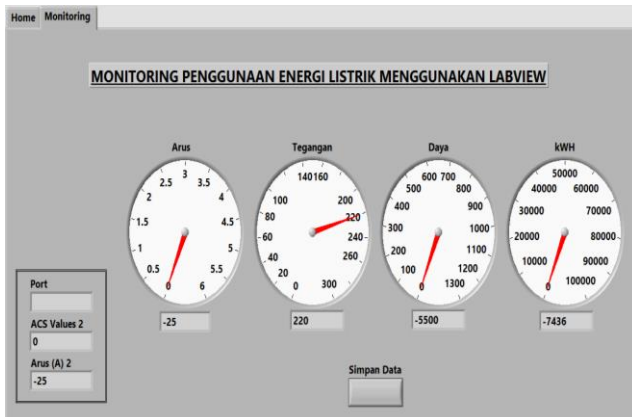 Home Monitoring
MONITORING PENGGUNAAN ENERGI LISTRIK MENGGUNAKAN LABVIEW
Arus
0 0.5 1 1.5 2 2.5 3 3.5 4 4.5 5 5.5 6
-25
Tegangan
0 20 40 60 80 100 140 160 200 220 240 260 300
220
Daya
0 100 200 300 400 500 600 700 800 900 1000 1100 1200 1300
-5500
kWH
0 10000 20000 30000 40000 50000 60000 70000 80000 90000 100000
-7436
Port
ACS Values 2
0
Arus (A) 2
-25
Simpan Data